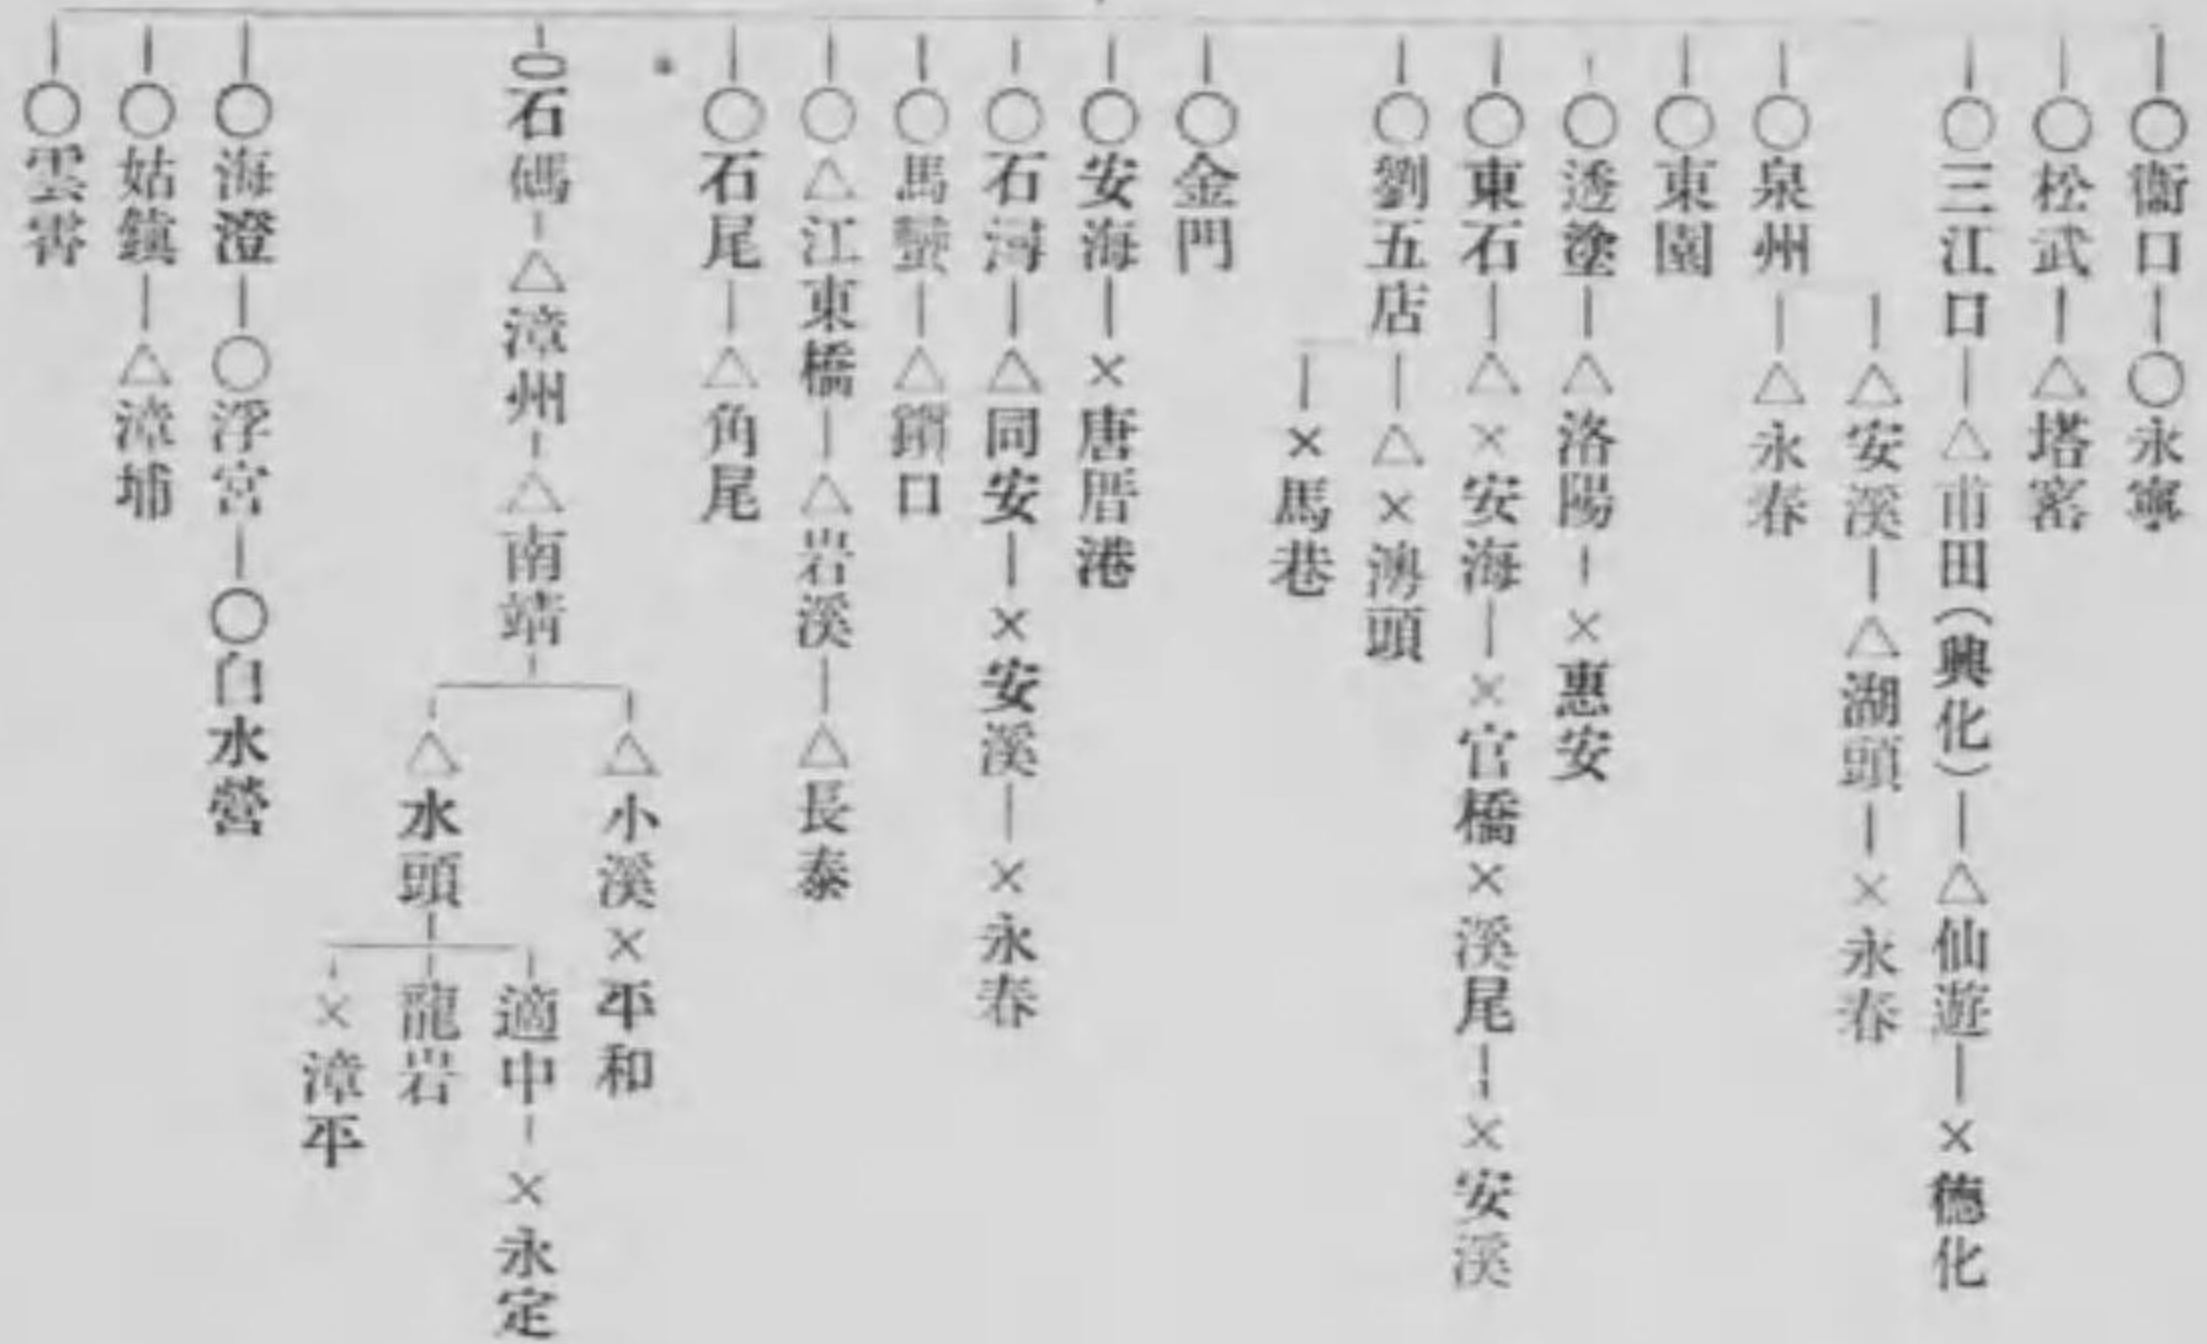 ○衙口─○永寧
○松武─△塔窑
○三江口─△甫田(興化)─△仙遊─×德化
─△安溪─△湖頭─×永春
○泉州─△永春
○東園
○透塗─△洛陽─×惠安
○東石─△×安海─×官橋×溪尾─×安溪
○劉五店─△×澳頭
─×馬巷
○金門
○安海─×唐厝港
○石潯─△同安─×安溪─×永春
○馬鑾─△鎖口
○△江東橋─△岩溪─△長泰
○石尾─△角尾
石碼─△漳州─△南靖
△小溪×平和
適中─×永定
△水頭
龍岩
×漳平
○海澄─○浮宮─○白水營
○姑鎮─△漳埔
○雲霄